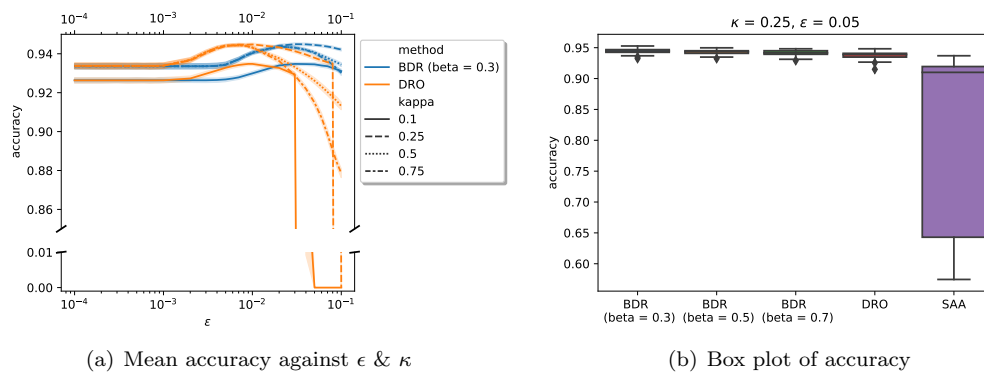 10⁻⁴ 10⁻³ 10⁻² 10⁻¹
0.94
0.92
0.90
0.88
0.86
0.01
0.00
accuracy
10⁻⁴ 10⁻³ 10⁻² 10⁻¹
ε
method
BDR (beta = 0.3)
DRO
kappa
0.1
0.25
0.5
0.75
(a) Mean accuracy against ϵ & κ
κ = 0.25, ε = 0.05
0.95
0.90
0.85
0.80
0.75
0.70
0.65
0.60
accuracy
BDR BDR BDR DRO SAA
(beta = 0.3) (beta = 0.5) (beta = 0.7)
(b) Box plot of accuracy